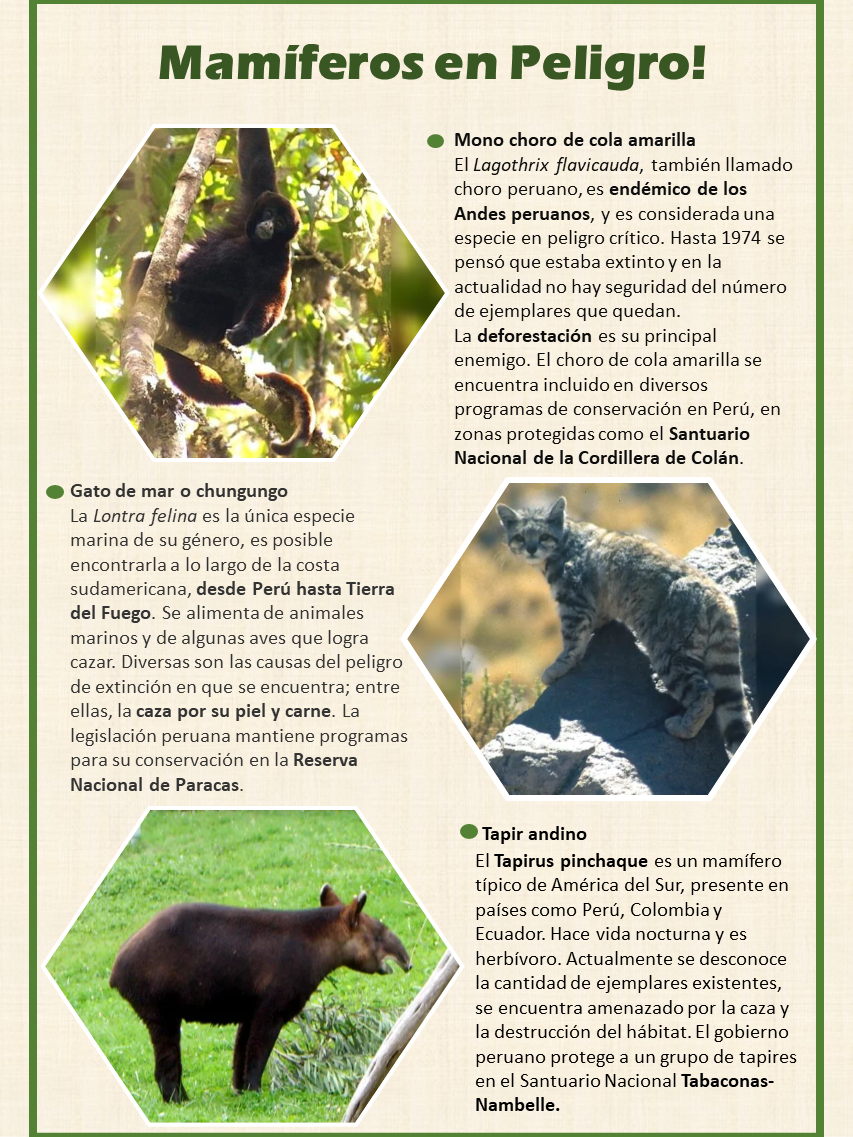 Mamíferos en Peligro!
Mono choro de cola amarilla
El Lagothrix flavicauda, también llamado
choro peruano, es endémico de los
Andes peruanos, y es considerada una
especie en peligro crítico. Hasta 1974 se
pensó que estaba extinto y en la
actualidad no hay seguridad del número
de ejemplares que quedan.
La deforestación es su principal
enemigo. El choro de cola amarilla se
encuentra incluido en diversos
programas de conservación en Perú, en
zonas protegidas como el Santuario
Nacional de la Cordillera de Colán.
Gato de mar o chungungo
La Lontra felina es la única especie
marina de su género, es posible
encontrarla a lo largo de la costa
sudamericana, desde Perú hasta Tierra
del Fuego. Se alimenta de animales
marinos y de algunas aves que logra
cazar. Diversas son las causas del peligro
de extinción en que se encuentra; entre
ellas, la caza por su piel y carne. La
legislación peruana mantiene programas
para su conservación en la Reserva
Nacional de Paracas.
Tapir andino
El Tapirus pinchaque es un mamífero
típico de América del Sur, presente en
países como Perú, Colombia y
Ecuador. Hace vida nocturna y es
herbívoro. Actualmente se desconoce
la cantidad de ejemplares existentes,
se encuentra amenazado por la caza y
la destrucción del hábitat. El gobierno
peruano protege a un grupo de tapires
en el Santuario Nacional Tabaconas-
Nambelle.